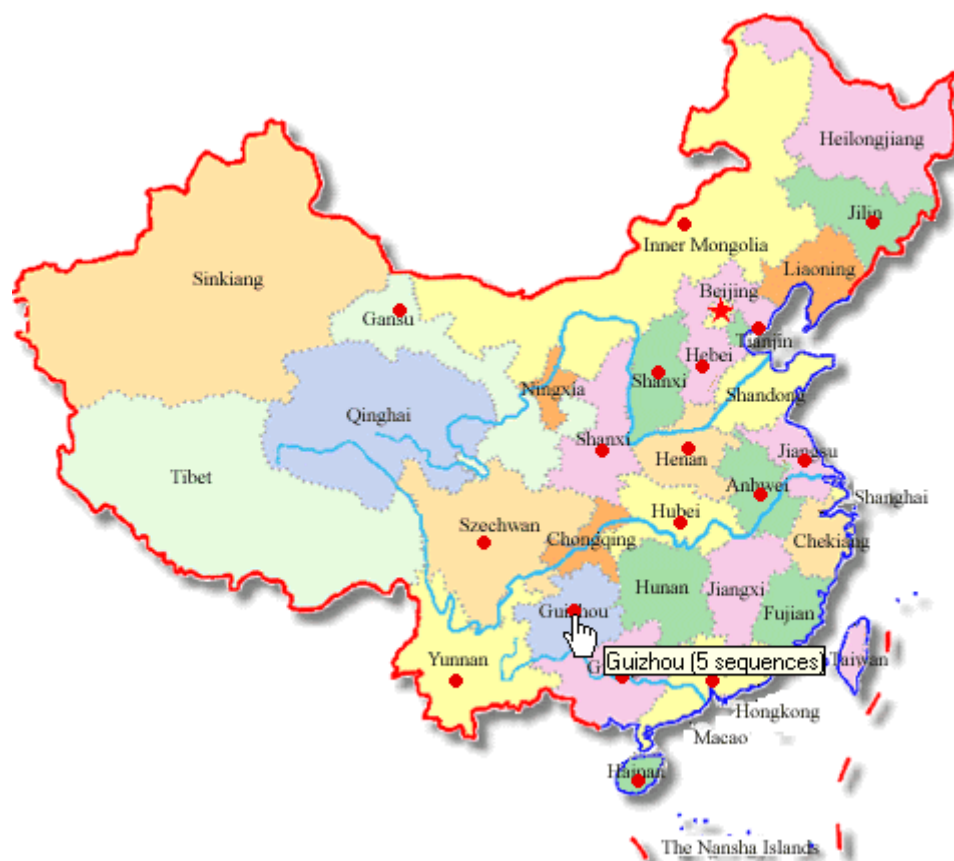 Heilongjiang
Jilin
Inner Mongolia
Liaoning
Sinkiang
Beijing
Gansu
Tianjin
Hebei
Shanxi
Ningxia
Shandong
Qinghai
Shanxi
Henan
Jiangsu
Tibet
Anhwei
Shanghai
Hubei
Szechwan
Chongqing
Chekiang
Hunan
Jiangxi
Guizhou
Fujian
Yunnan
Guizhou (5 sequences)
Taiwan
Hongkong
Macao
Hainan
The Nansha Islands